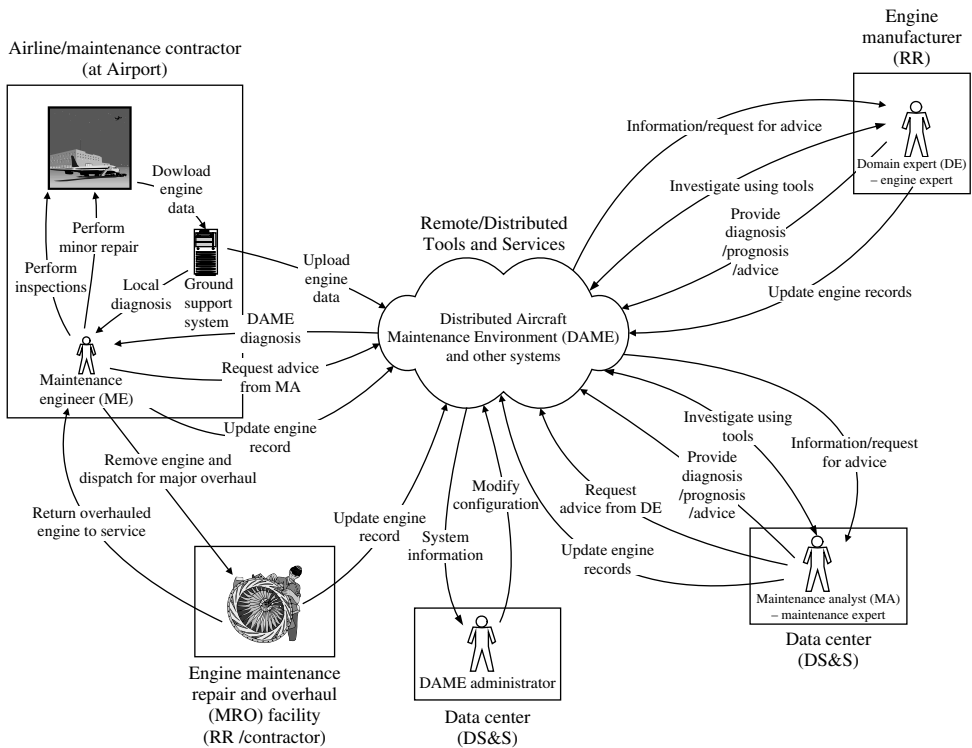 Airline/maintenance contractor
(at Airport)
Dowload
engine
data
Perform
minor repair
Perform
inspections
Local
diagnosis
Ground
support
system
Maintenance
engineer (ME)
Upload
engine
data
DAME
diagnosis
Request advice
from MA
Update engine
record
Remove engine and
dispatch for major overhaul
Return overhauled
engine to service
Engine maintenance
repair and overhaul
(MRO) facility
(RR /contractor)
Update engine
record
System
information
Modify
configuration
DAME administrator
Data center
(DS&S)
Remote/Distributed
Tools and Services
Distributed Aircraft
Maintenance Environment (DAME)
and other systems
Engine
manufacturer
(RR)
Domain expert (DE)
– engine expert
Information/request for advice
Investigate using tools
Provide
diagnosis
/prognosis
/advice
Update engine records
Investigate using
tools
Information/request
for advice
Provide
diagnosis
/prognosis
/advice
Request
advice from DE
Update engine
records
Maintenance analyst (MA)
– maintenance expert
Data center
(DS&S)